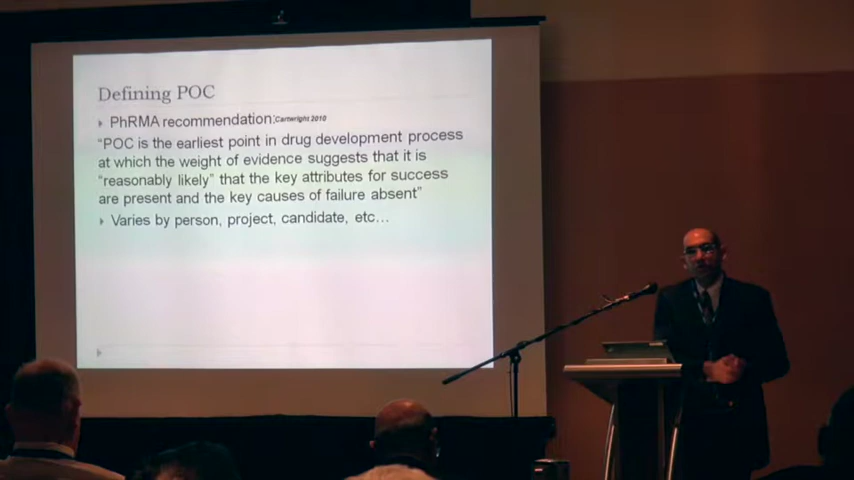 Defining POC
PhRMA recommendation:Cartwright 2010
"POC is the earliest point in drug development process
at which the weight of evidence suggests that it is
"reasonably likely" that the key attributes for success
are present and the key causes of failure absent"
Varies by person, project, candidate, etc…